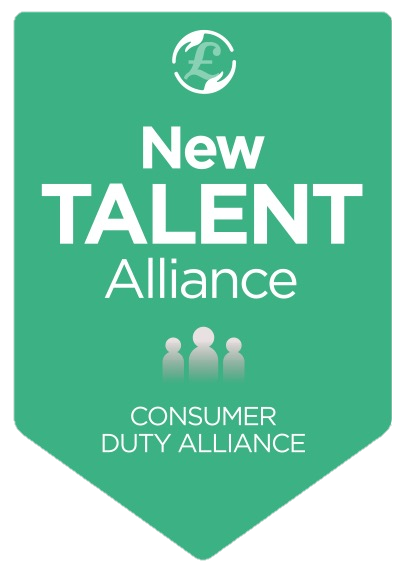 £
New
TALENT
Alliance
CONSUMER
DUTY ALLIANCE